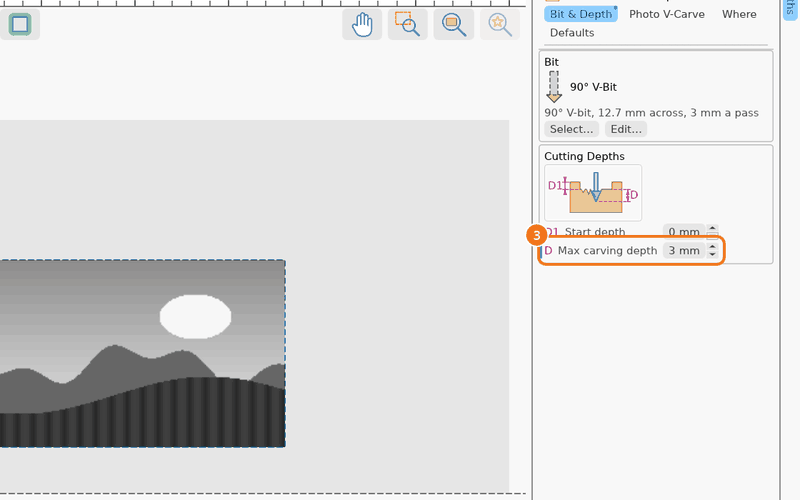 Bit & Depth
Photo V-Carve
Where
Defaults
Bit
90° V-Bit
90° V-bit, 12.7 mm across, 3 mm a pass
Select...
Edit...
Cutting Depths
D1
D
D1 Start depth 0 mm
3
D Max carving depth 3 mm